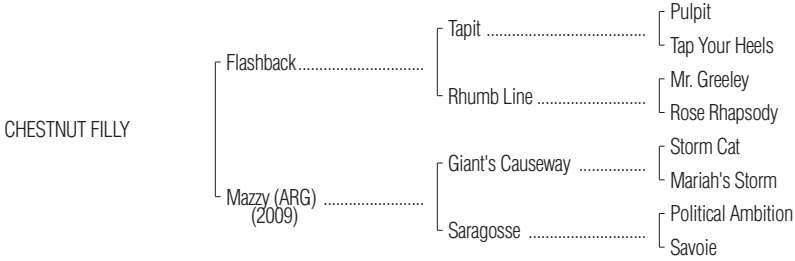 Pulpit
Tapit ......................................
Tap Your Heels
Flashback..............................
Mr. Greeley
Rhumb Line ..........................
Rose Rhapsody
CHESTNUT FILLY
Storm Cat
Giant's Causeway ................
Mariah's Storm
Mazzy (ARG) ........................
(2009)
Political Ambition
Saragosse ............................
Savoie